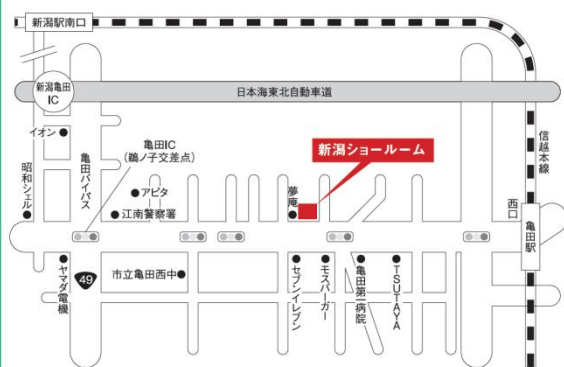 新潟駅南口
新潟亀田
IC
日本海東北自動車道
イオン
亀田IC
(鵜ノ子交差点)
新潟ショールーム
信越本線
昭和シェル
亀田バイパス
アピタ
江南警察署
夢庵
西口
亀田駅
ヤマダ電機
49
市立亀田西中
セブンイレブン
モスバーガー
亀田第一病院
TSUTAYA